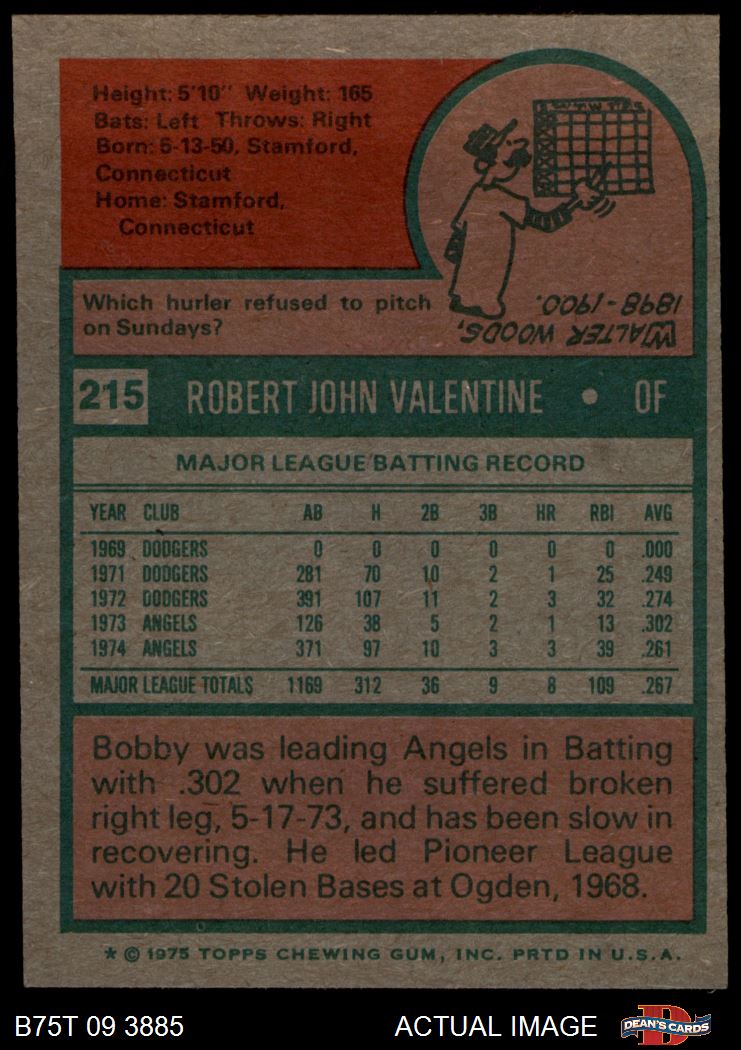 Height: 5'10" Weight: 165
Bats: Left Throws: Right
Born: 5-13-50, Stamford,
Connecticut
Home: Stamford,
Connecticut
Which hurler refused to pitch
on Sundays?
WALTER WOODS,
1898-1900.
215 ROBERT JOHN VALENTINE • OF
MAJOR LEAGUE BATTING RECORD
YEAR CLUB AB H 2B 3B HR RBI AVG
1969 DODGERS 0 0 0 0 0 0 .000
1971 DODGERS 281 70 10 2 1 25 .249
1972 DODGERS 391 107 11 2 3 32 .274
1973 ANGELS 126 38 5 2 1 13 .302
1974 ANGELS 371 97 10 3 3 39 .261
MAJOR LEAGUE TOTALS 1169 312 36 9 8 109 .267
Bobby was leading Angels in Batting
with .302 when he suffered broken
right leg, 5-17-73, and has been slow in
recovering. He led Pioneer League
with 20 Stolen Bases at Ogden, 1968.
* © 1975 TOPPS CHEWING GUM, INC. PRTD IN U.S.A.
B75T 09 3885 ACTUAL IMAGE DEAN'S CARDS